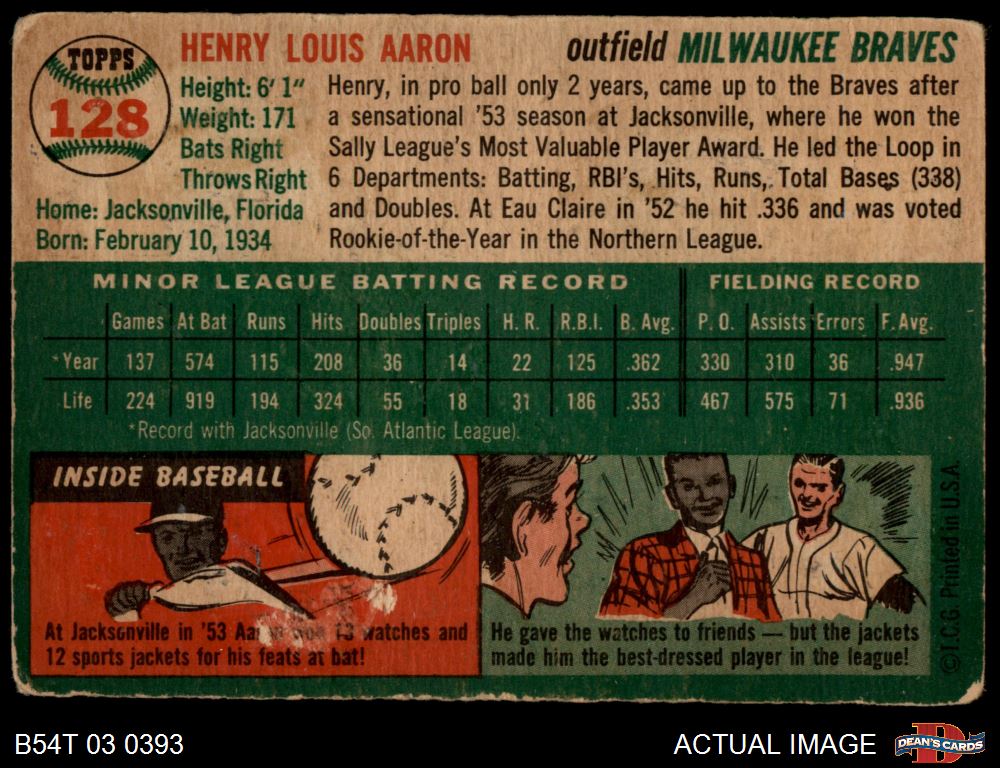 TOPPS
128
HENRY LOUIS AARON
outfield MILWAUKEE BRAVES
Height: 6' 1"
Weight: 171
Bats Right
Throws Right
Home: Jacksonville, Florida
Born: February 10, 1934
Henry, in pro ball only 2 years, came up to the Braves after
a sensational '53 season at Jacksonville, where he won the
Sally League's Most Valuable Player Award. He led the Loop in
6 Departments: Batting, RBI's, Hits, Runs, Total Bases (338)
and Doubles. At Eau Claire in '52 he hit .336 and was voted
Rookie-of-the-Year in the Northern League.
MINOR LEAGUE BATTING RECORD FIELDING RECORD
Games At Bat Runs Hits Doubles Triples H. R. R.B.I. B. Avg. P. O. Assists Errors F. Avg.
*Year 137 574 115 208 36 14 22 125 .362 330 310 36 .947
Life 224 919 194 324 55 18 31 186 .353 467 575 71 .936
*Record with Jacksonville (So. Atlantic League).
INSIDE BASEBALL
At Jacksonville in '53 Aaron won 13 watches and
12 sports jackets for his feats at bat!
He gave the watches to friends — but the jackets
made him the best-dressed player in the league!
©T.C.G. Printed in U.S.A.
B54T 03 0393
ACTUAL IMAGE
DEAN'S CARDS